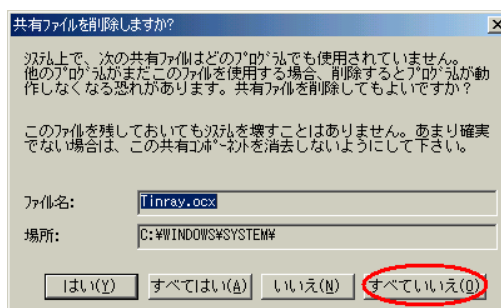 共有ファイルを削除しますか?
ｼｽﾃﾑ上で、次の共有ﾌｧｲﾙはどのﾌﾟﾛｸﾞﾗﾑでも使用されていません。
他のﾌﾟﾛｸﾞﾗﾑがまだこのﾌｧｲﾙを使用する場合、削除するとﾌﾟﾛｸﾞﾗﾑが動
作しなくなる恐れがあります。共有ﾌｧｲﾙを削除してもよいですか？
このﾌｧｲﾙを残しておいてもｼｽﾃﾑを壊すことはありません。あまり確実
でない場合は、この共有ｺﾝﾎﾟｰﾈﾝﾄを消去しないようにして下さい。
ファイル名: Tinray.ocx
場所: C:¥WINDOWS¥SYSTEM¥
はい(Y) すべてはい(A) いいえ(N) すべていいえ(O)